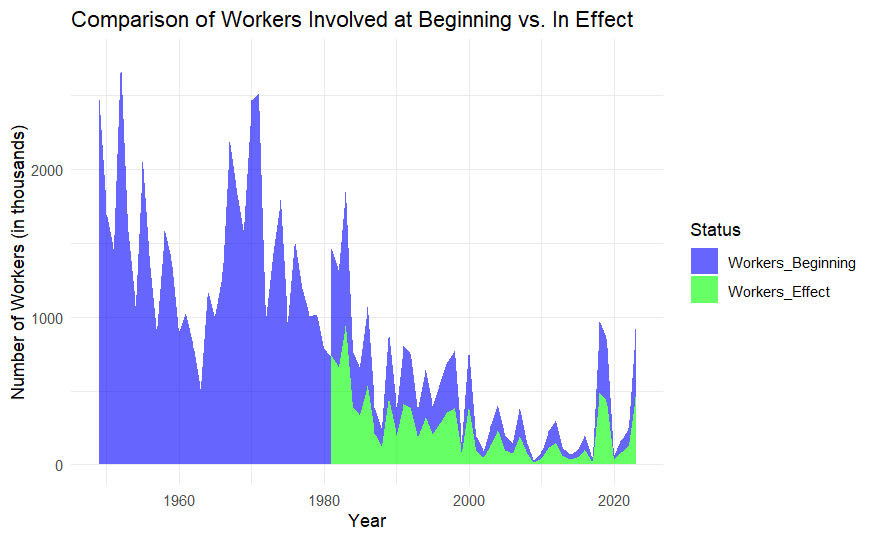 Comparison of Workers Involved at Beginning vs. In Effect
Number of Workers (in thousands)
2000
1000
0
1960
1980
2000
2020
Year
Status
Workers_Beginning
Workers_Effect